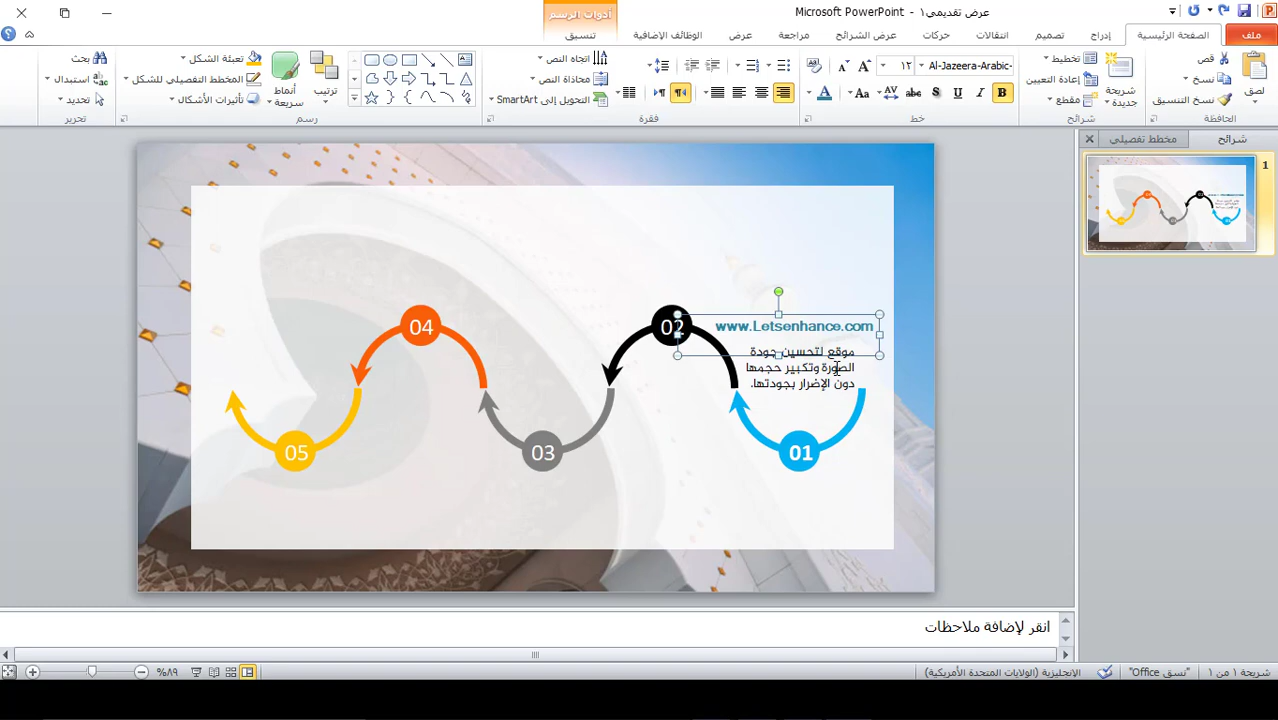 عرض تقديمي١ - Microsoft PowerPoint
أدوات الرسم
ملف
الصفحة الرئيسية
إدراج
تصميم
انتقالات
حركات
عرض الشرائح
مراجعة
عرض
الوظائف الإضافية
تنسيق
لصق
قص
نسخ
نسخ التنسيق
الحافظة
شريحة جديدة
تخطيط
إعادة التعيين
مقطع
شرائح
Al-Jazeera-Arabic-
١٢
خط
فقرة
اتجاه النص
محاذاة النص
التحويل إلى SmartArt
ترتيب
أنماط سريعة
تعبئة الشكل
المخطط التفصيلي للشكل
تأثيرات الأشكال
رسم
بحث
استبدال
تحديد
تحرير
شرائح
مخطط تفصيلي
1
www.Letsenhance.com
موقع لتحسين جودة
الصورة وتكبير حجمها
دون الإضرار بجودتها.
01
02
03
04
05
انقر لإضافة ملاحظات
شريحة ١ من ١
"نسق Office"
الإنجليزية (الولايات المتحدة الأمريكية)
٨٩%